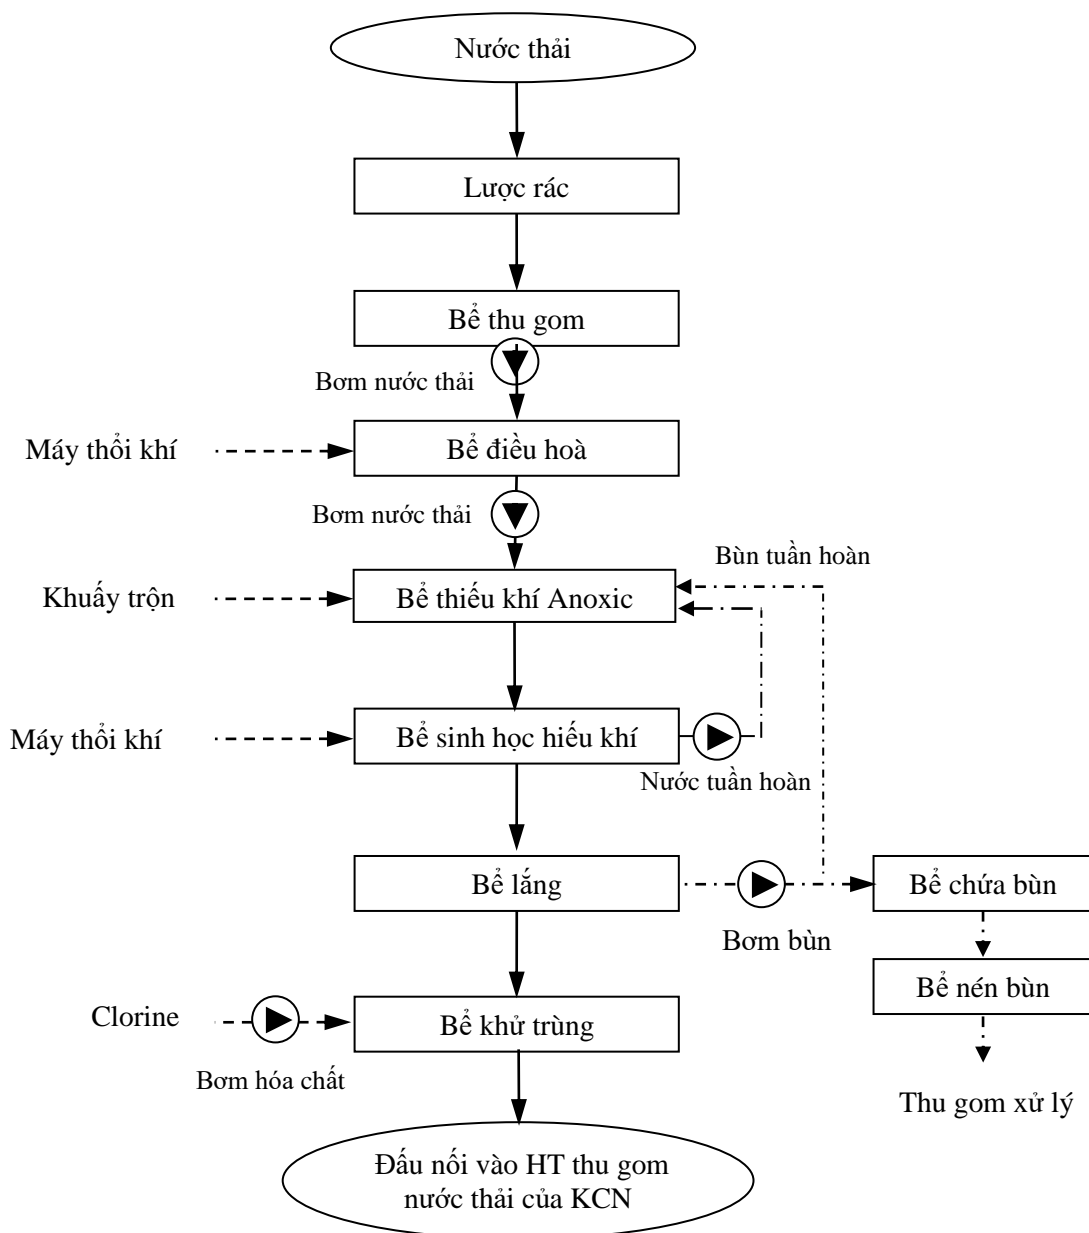 Nước thải
Lược rác
Bể thu gom
Bơm nước thải
Máy thổi khí
Bể điều hoà
Bơm nước thải
Bùn tuần hoàn
Khuấy trộn
Bể thiếu khí Anoxic
Máy thổi khí
Bể sinh học hiếu khí
Nước tuần hoàn
Bể lắng
Bể chứa bùn
Bơm bùn
Bể nén bùn
Clorine
Bể khử trùng
Bơm hóa chất
Thu gom xử lý
Đấu nối vào HT thu gom
nước thải của KCN